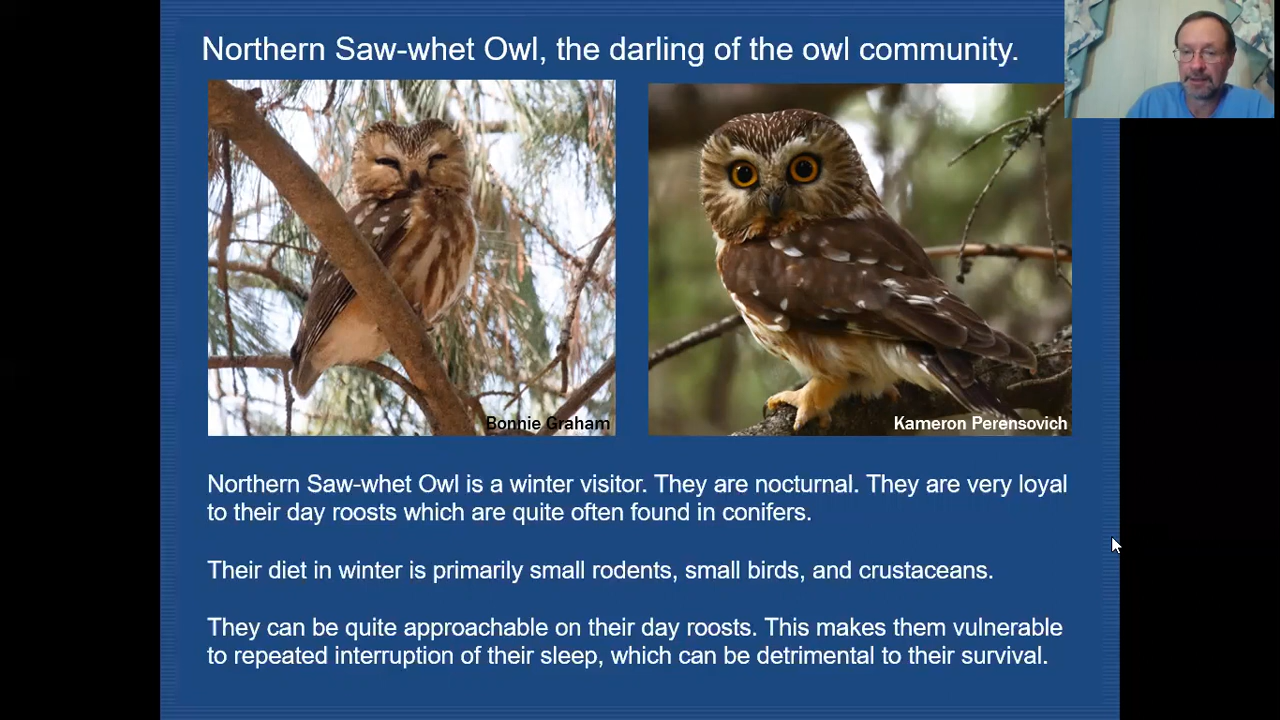 Northern Saw-whet Owl, the darling of the owl community.
Bonnie Graham
Kameron Perensovich
Northern Saw-whet Owl is a winter visitor. They are nocturnal. They are very loyal
to their day roosts which are quite often found in conifers.
Their diet in winter is primarily small rodents, small birds, and crustaceans.
They can be quite approachable on their day roosts. This makes them vulnerable
to repeated interruption of their sleep, which can be detrimental to their survival.